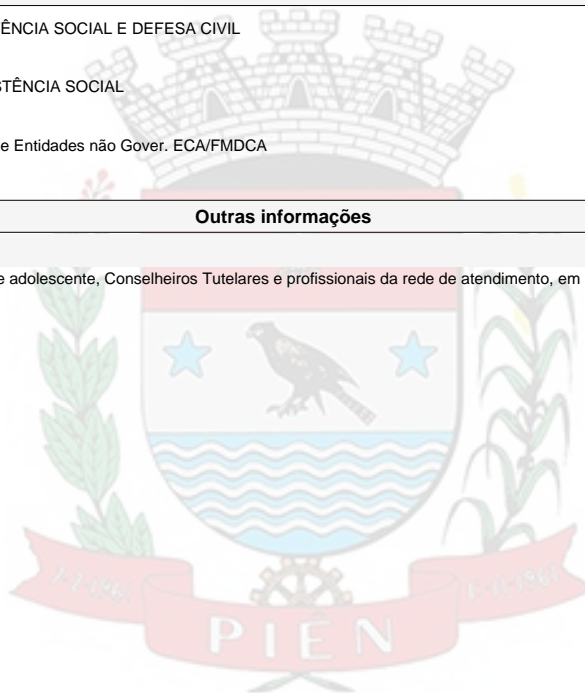 ÊNCIA SOCIAL E DEFESA CIVIL
STÊNCIA SOCIAL
e Entidades não Gover. ECA/FMDCA
Outras informações
e adolescente, Conselheiros Tutelares e profissionais da rede de atendimento, em
PIÊN